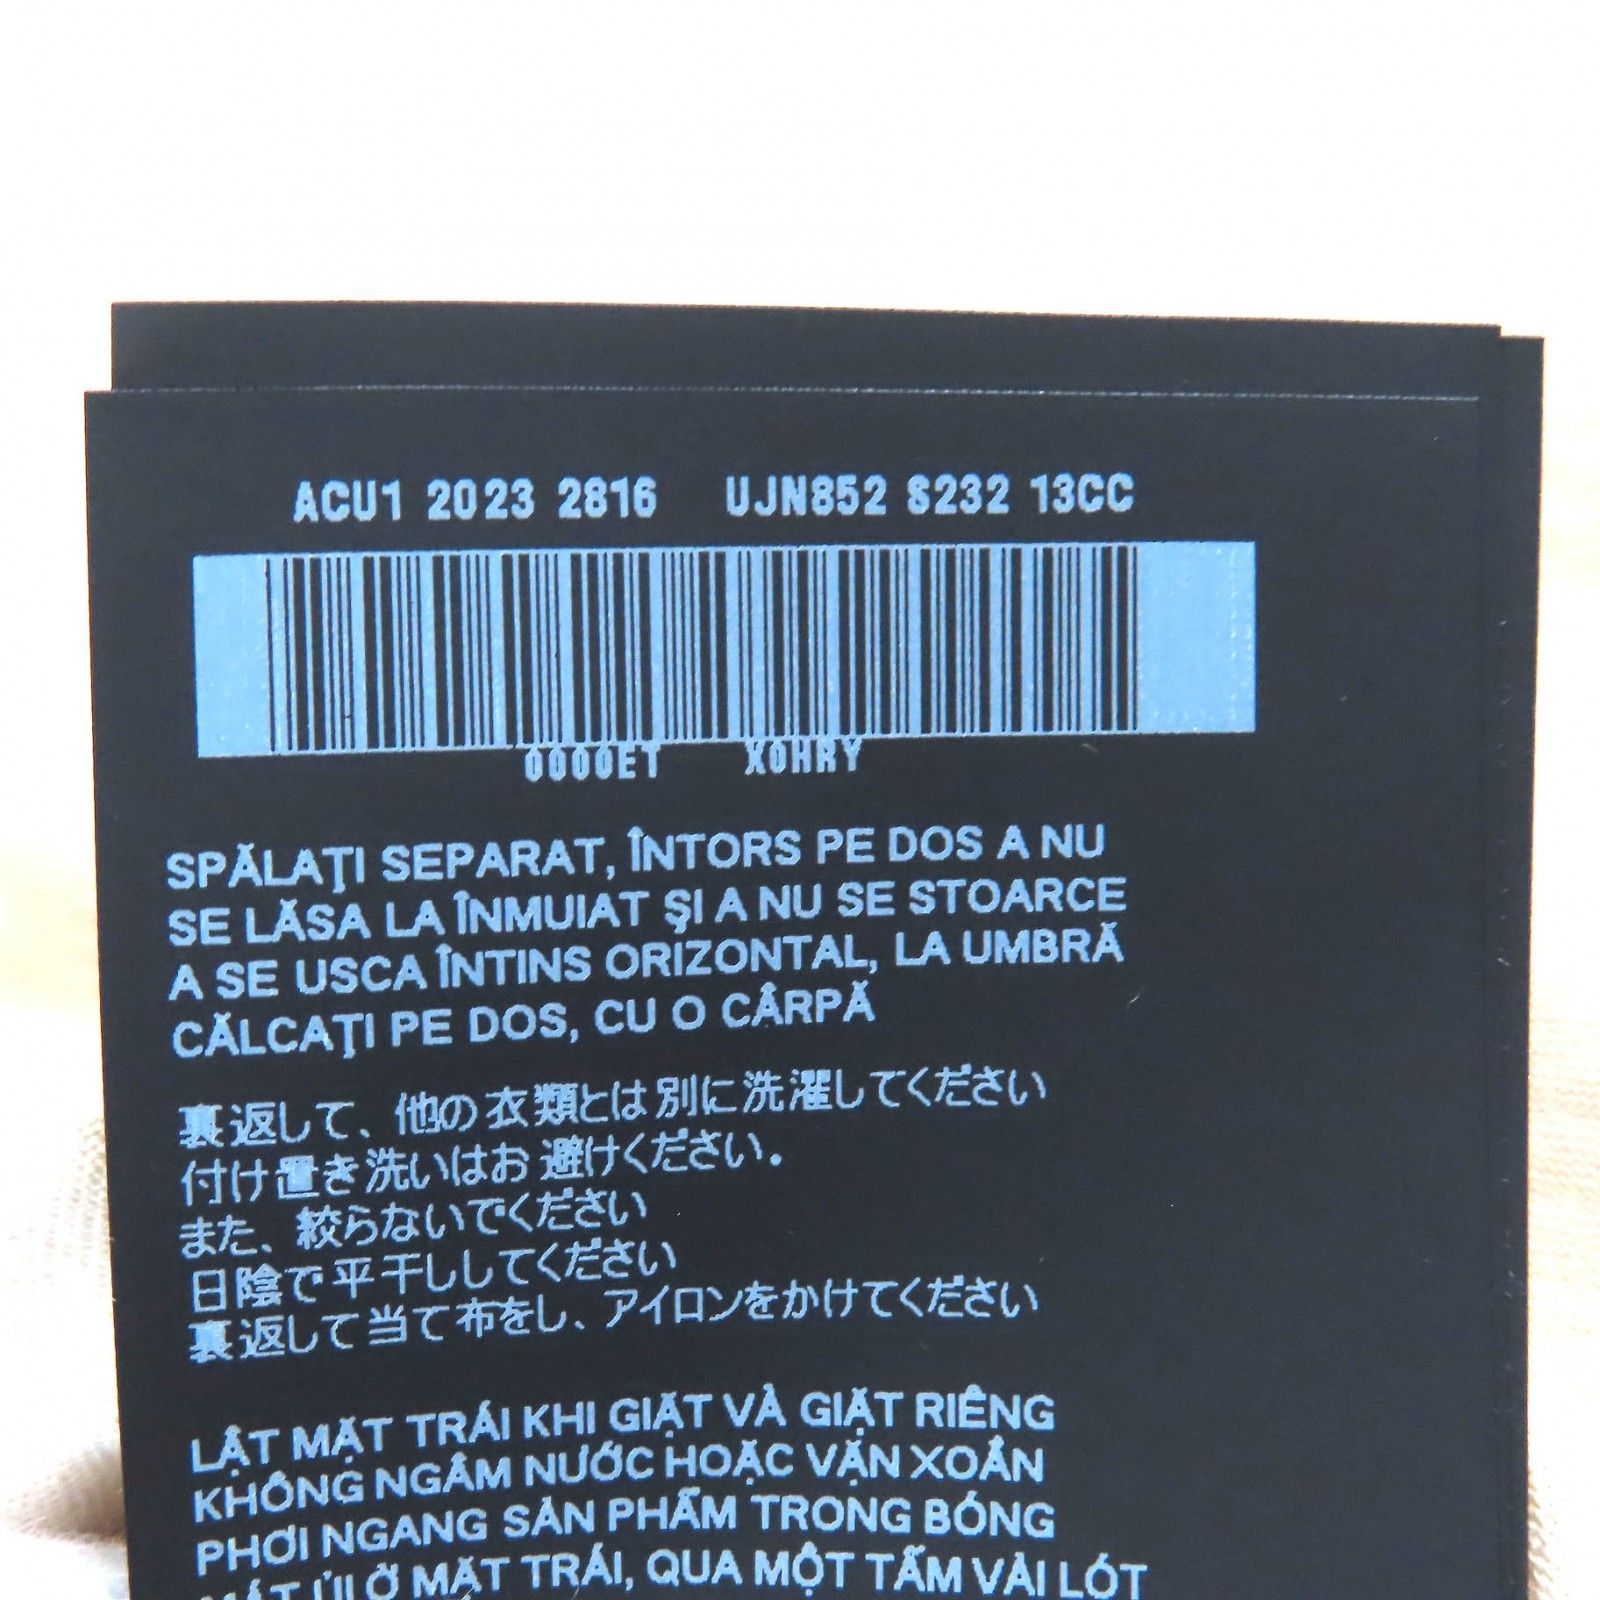 ACU1 2023 2816 UJN852 S232 13CC
0000ET X0HRY
SPĂLAŢI SEPARAT, ÎNTORS PE DOS A NU
SE LĂSA LA ÎNMUIAT ŞI A NU SE STOARCE
A SE USCA ÎNTINS ORIZONTAL, LA UMBRĂ
CĂLCAŢI PE DOS, CU O CÂRPĂ
裏返して、他の衣類とは別に洗濯してください
付け置き洗いはお避けください。
また、絞らないでください
日陰で平干ししてください
裏返して当て布をし、アイロンをかけてください
LẬT MẶT TRÁI KHI GIẶT VÀ GIẶT RIÊNG
KHÔNG NGÂM NƯỚC HOẶC VẶN XOẮN
PHƠI NGANG SẢN PHẨM TRONG BÓNG
MÁT ỦI Ở MẶT TRÁI, QUA MỘT TẤM VẢI LÓT